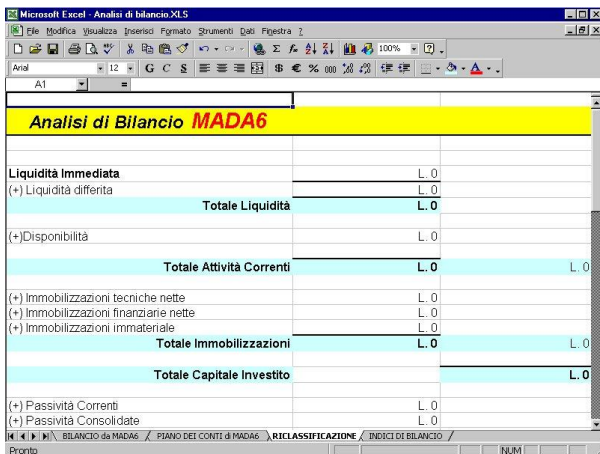 Microsoft Excel - Analisi di bilancio.XLS
File Modifica Visualizza Inserisci Formato Strumenti Dati Finestra ?
100%
Arial 12 G C S € % 000
A1 =
Analisi di Bilancio MADA6
Liquidità Immediata L. 0
(+) Liquidità differita L. 0
Totale Liquidità L. 0
(+)Disponibilità L. 0
Totale Attività Correnti L. 0 L. 0
(+) Immobilizzazioni tecniche nette L. 0
(+) Immobilizzazioni finanziarie nette L. 0
(+) Immobilizzazioni immateriale L. 0
Totale Immobilizzazioni L. 0 L. 0
Totale Capitale Investito L. 0
(+) Passività Correnti L. 0
(+) Passività Consolidate L. 0
BILANCIO da MADA6 / PIANO DEI CONTI di MADA6 \ RICLASSIFICAZIONE / INDICI DI BILANCIO /
Pronto NUM